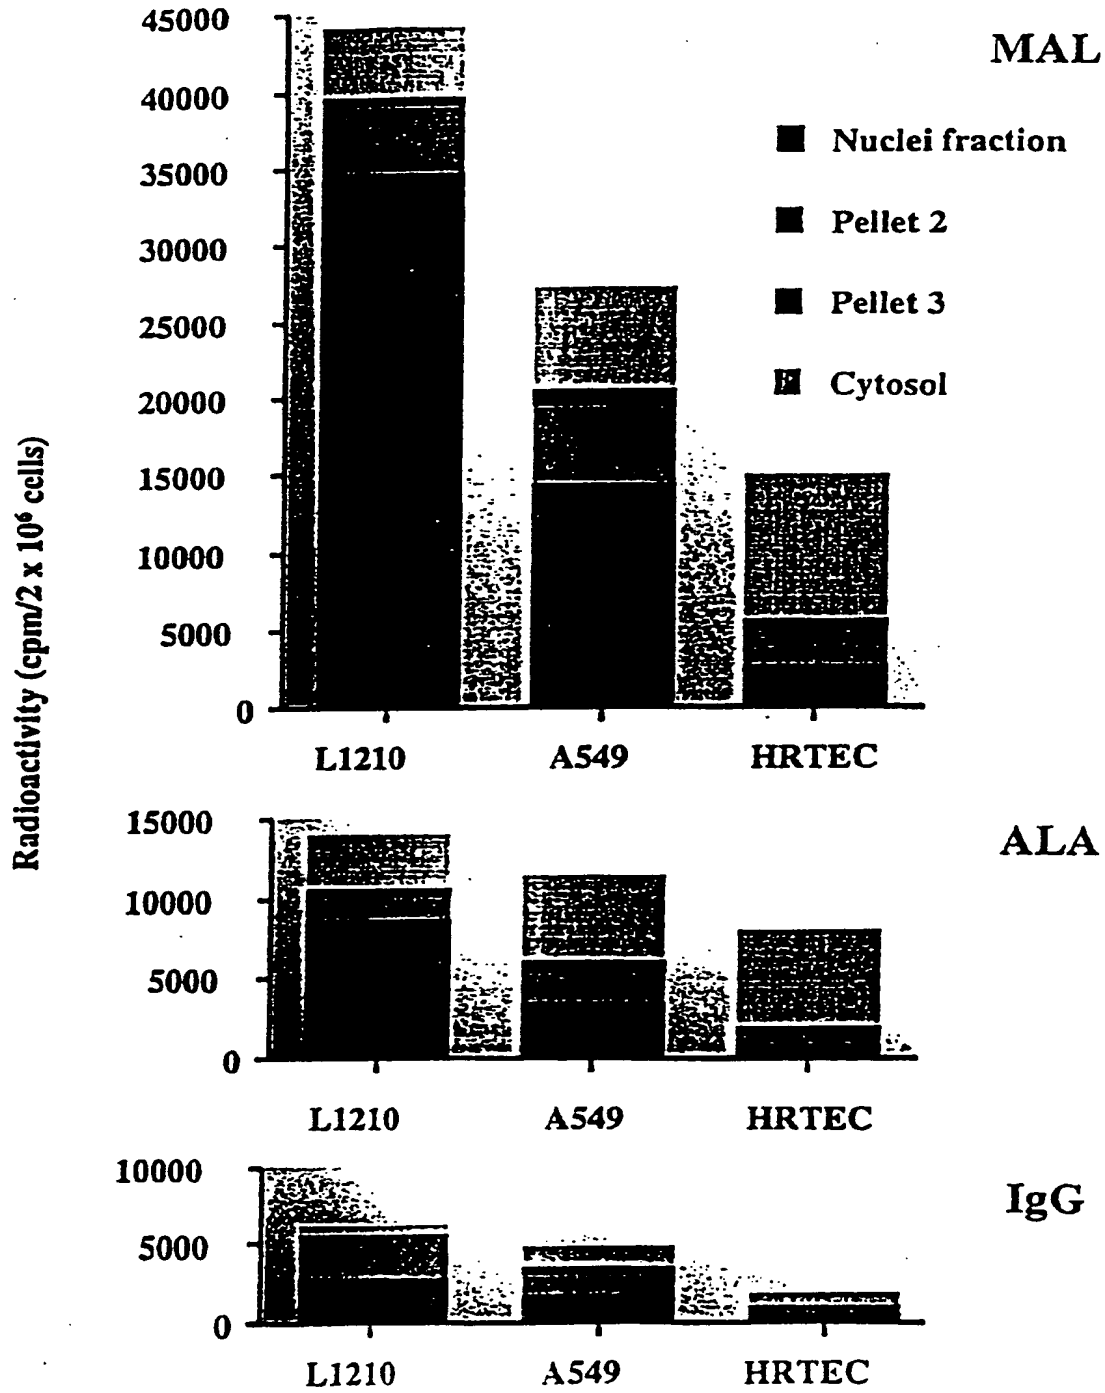 Radioactivity (cpm/2 x 10⁶ cells)
MAL
45000
40000
35000
30000
25000
20000
15000
10000
5000
0
Nuclei fraction
Pellet 2
Pellet 3
Cytosol
L1210 A549 HRTEC
ALA
15000
10000
5000
0
L1210 A549 HRTEC
IgG
10000
5000
0
L1210 A549 HRTEC